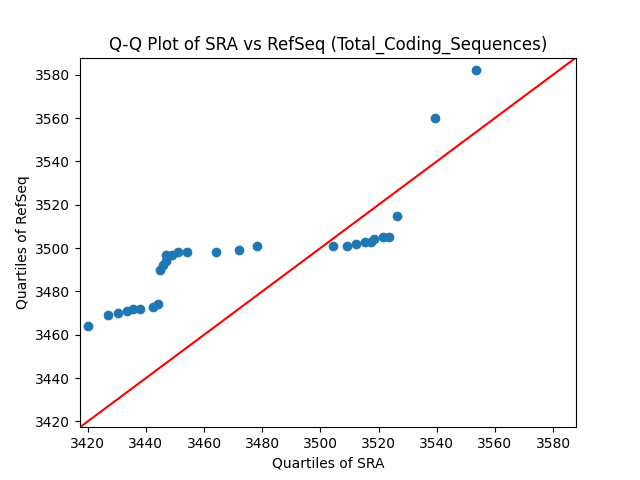 Q-Q Plot of SRA vs RefSeq (Total_Coding_Sequences)
3580
3560
3540
3520
3500
3480
3460
3440
3420
Quartiles of RefSeq
3420 3440 3460 3480 3500 3520 3540 3560 3580
Quartiles of SRA